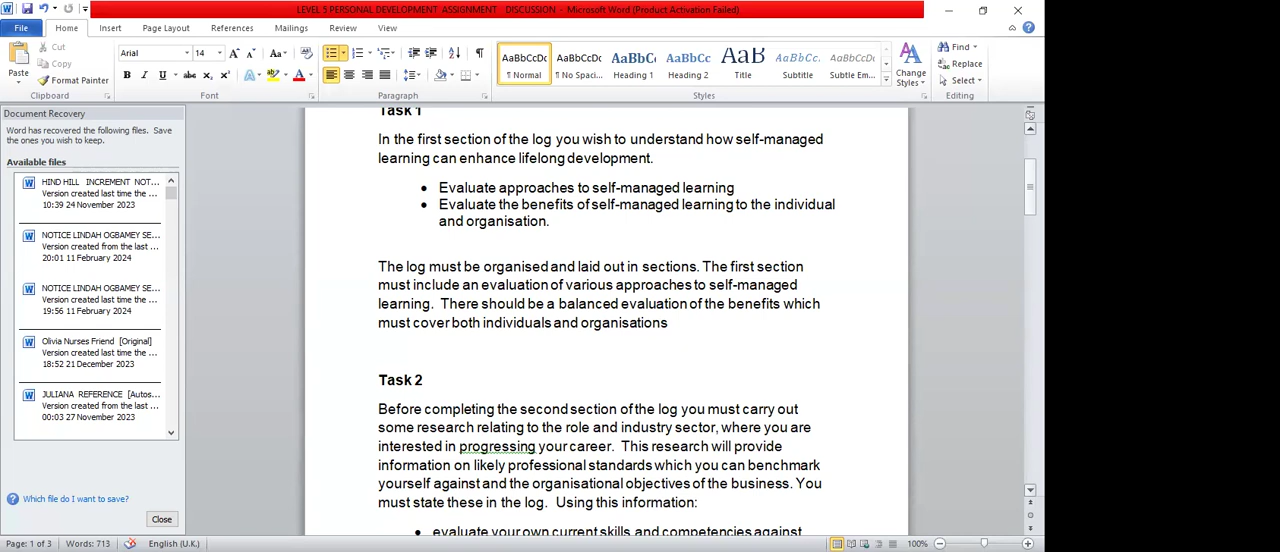 LEVEL 5 PERSONAL DEVELOPMENT ASSIGNMENT DISCUSSION - Microsoft Word (Product Activation Failed)
File Home Insert Page Layout References Mailings Review View
Cut
Copy
Format Painter
Paste
Clipboard
Arial 14
Font
Paragraph
AaBbCcDc AaBbCcDc AaBbCc AaBbCc AaB AaBbCc. AaBbCcDc
¶ Normal ¶ No Spaci... Heading 1 Heading 2 Title Subtitle Subtle Em...
Change
Styles
Styles
Find
Replace
Select
Editing
Document Recovery
Word has recovered the following files. Save
the ones you wish to keep.
Available files
HIND HILL INCREMENT NOT...
Version created last time the ...
10:39 24 November 2023
NOTICE LINDAH OGBAMEY SE...
Version created from the last ...
20:01 11 February 2024
NOTICE LINDAH OGBAMEY SE...
Version created from the last ...
19:56 11 February 2024
Olivia Nurses Friend [Original]
Version created last time the ...
18:52 21 December 2023
JULIANA REFERENCE [Autos...
Version created from the last ...
00:03 27 November 2023
Which file do I want to save?
Close
Task 1
In the first section of the log you wish to understand how self-managed
learning can enhance lifelong development.
• Evaluate approaches to self-managed learning
• Evaluate the benefits of self-managed learning to the individual
and organisation.
The log must be organised and laid out in sections. The first section
must include an evaluation of various approaches to self-managed
learning. There should be a balanced evaluation of the benefits which
must cover both individuals and organisations
Task 2
Before completing the second section of the log you must carry out
some research relating to the role and industry sector, where you are
interested in progressing your career. This research will provide
information on likely professional standards which you can benchmark
yourself against and the organisational objectives of the business. You
must state these in the log. Using this information:
• evaluate your own current skills and competencies against
Page: 1 of 3 Words: 713 English (U.K.) 100%